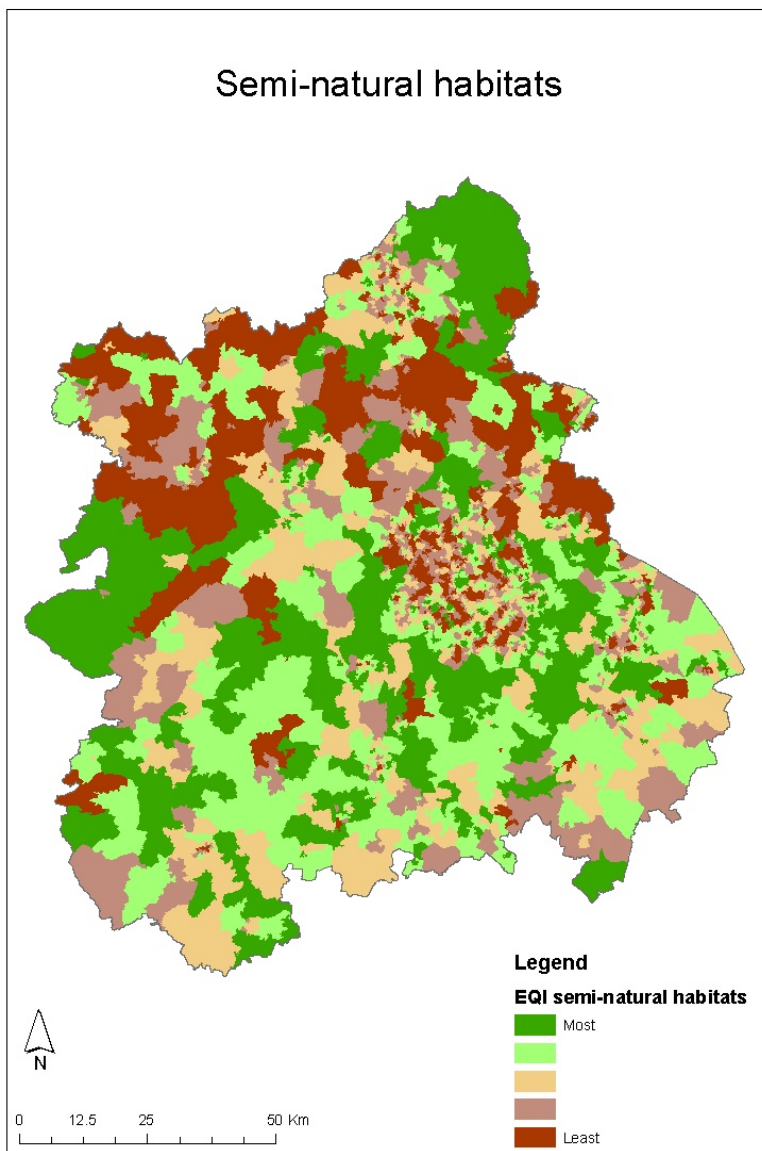 Semi-natural habitats
Legend
EQI semi-natural habitats
Most
Least
N
0 12.5 25 50 Km